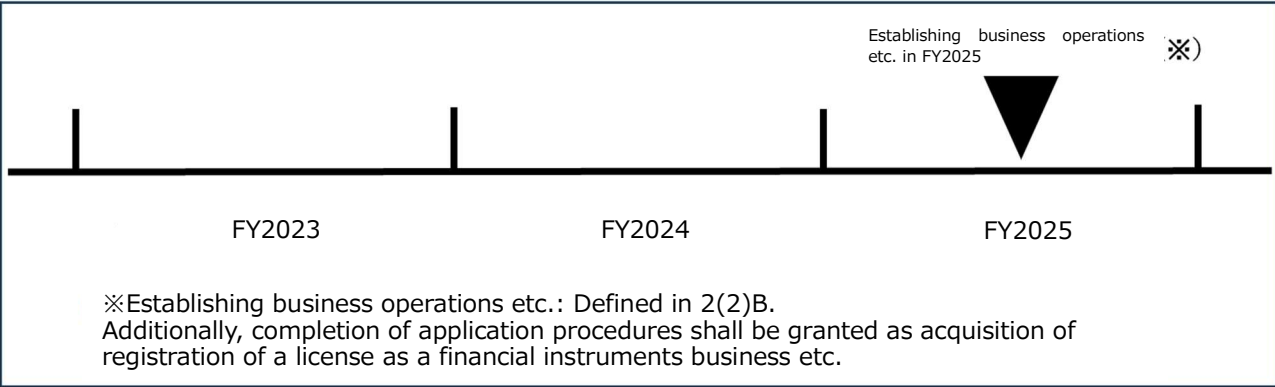 Establishing business operations ※)
etc. in FY2025
FY2023 FY2024 FY2025
※Establishing business operations etc.: Defined in 2(2)B.
Additionally, completion of application procedures shall be granted as acquisition of
registration of a license as a financial instruments business etc.